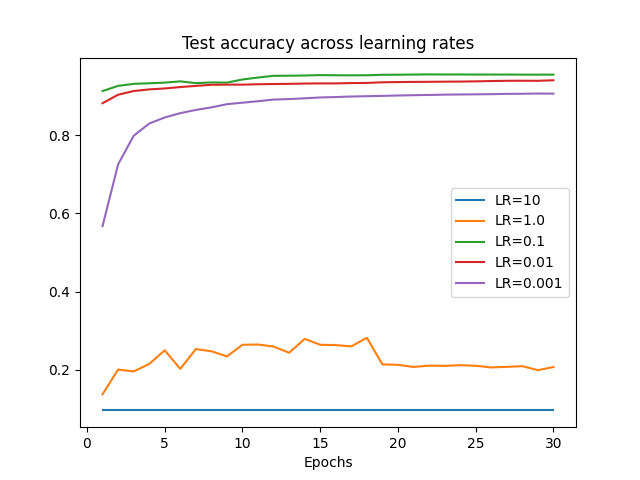 Test accuracy across learning rates
0.8
0.6
0.4
0.2
LR=10
LR=1.0
LR=0.1
LR=0.01
LR=0.001
0 5 10 15 20 25 30
Epochs